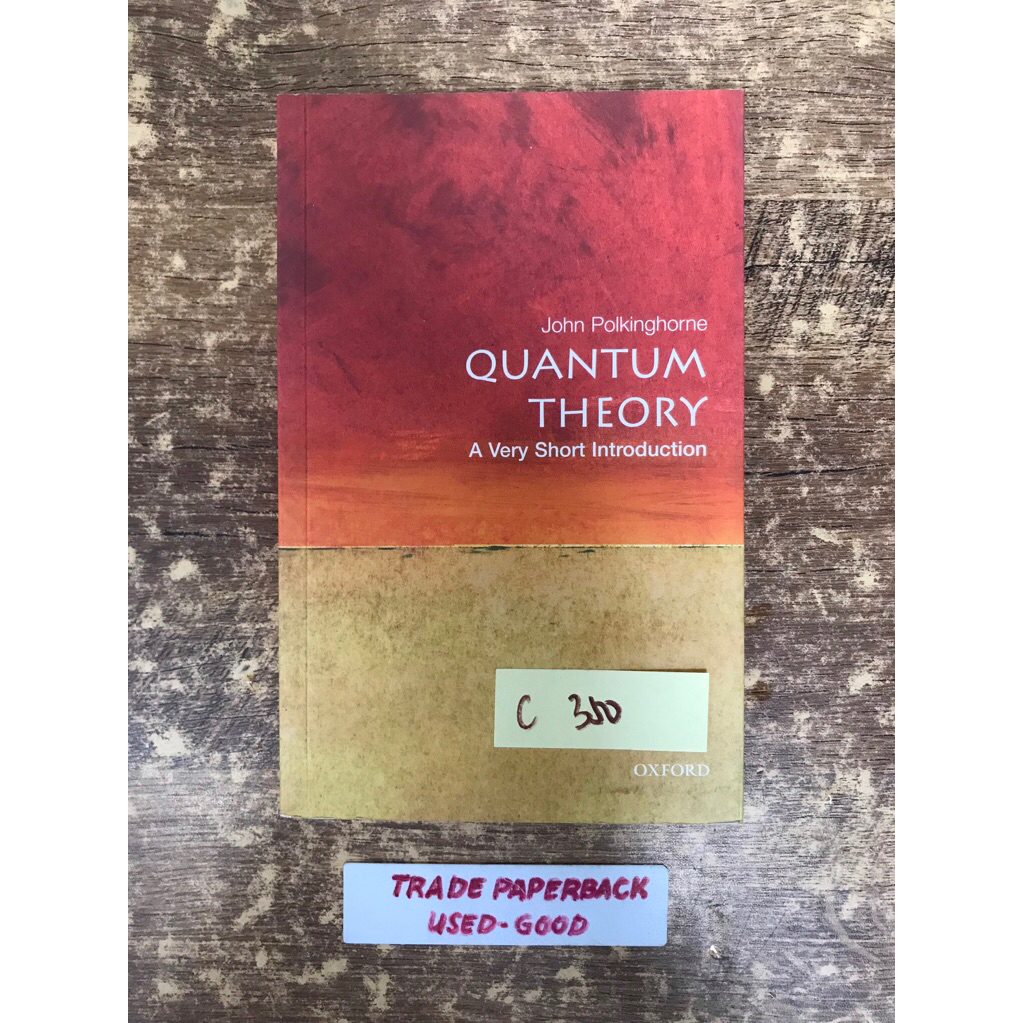 John Polkinghorne
QUANTUM
THEORY
A Very Short Introduction
C 350
OXFORD
TRADE PAPERBACK
USED-GOOD